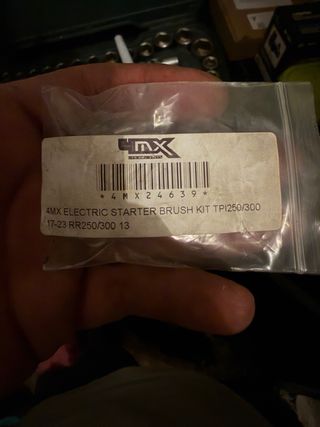 4MX
*4MX24639*
4MX ELECTRIC STARTER BRUSH KIT TPI250/300
17-23 RR250/300 13